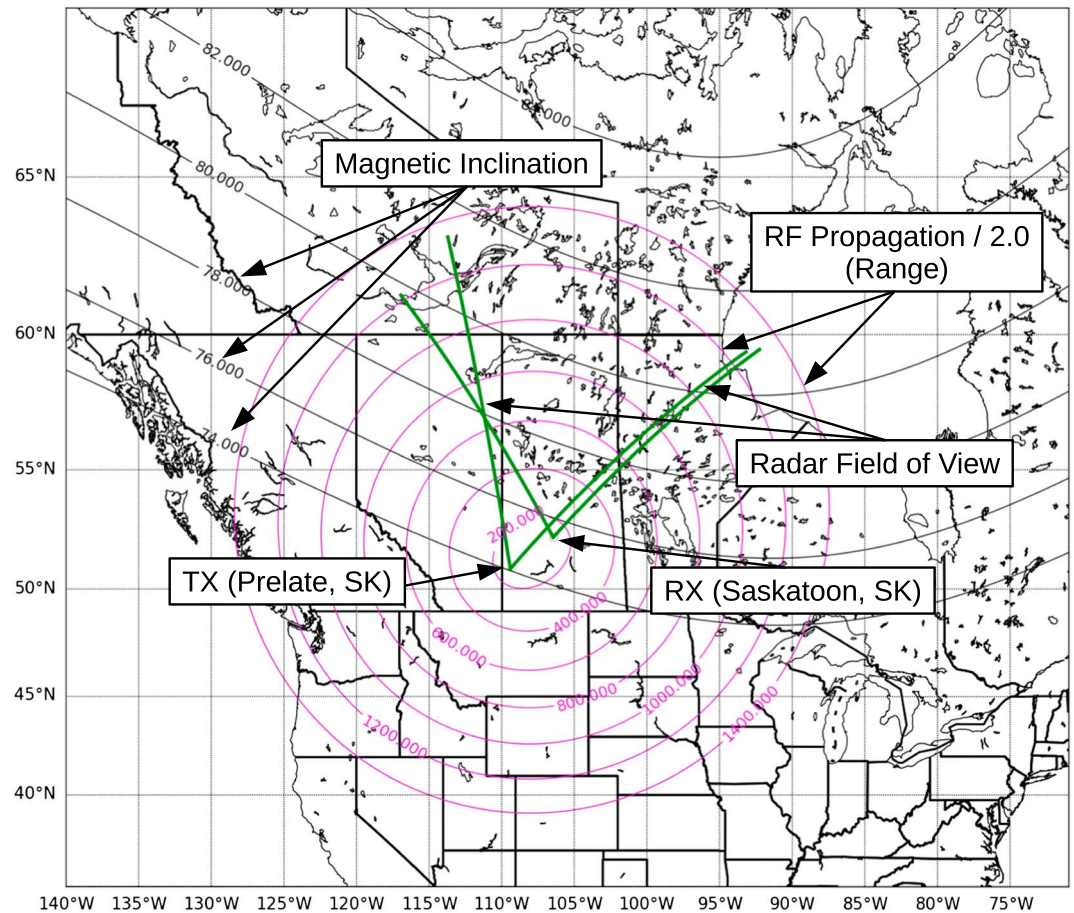 82.000
84.000
Magnetic Inclination
65°N
80.000
RF Propagation / 2.0
(Range)
78.000
60°N
76.000
74.000
Radar Field of View
55°N
200.000
TX (Prelate, SK)
RX (Saskatoon, SK)
50°N
400.000
600.000
800.000
1000.000
45°N
1200.000
1400.000
40°N
140°W 135°W 130°W 125°W 120°W 115°W 110°W 105°W 100°W 95°W 90°W 85°W 80°W 75°W